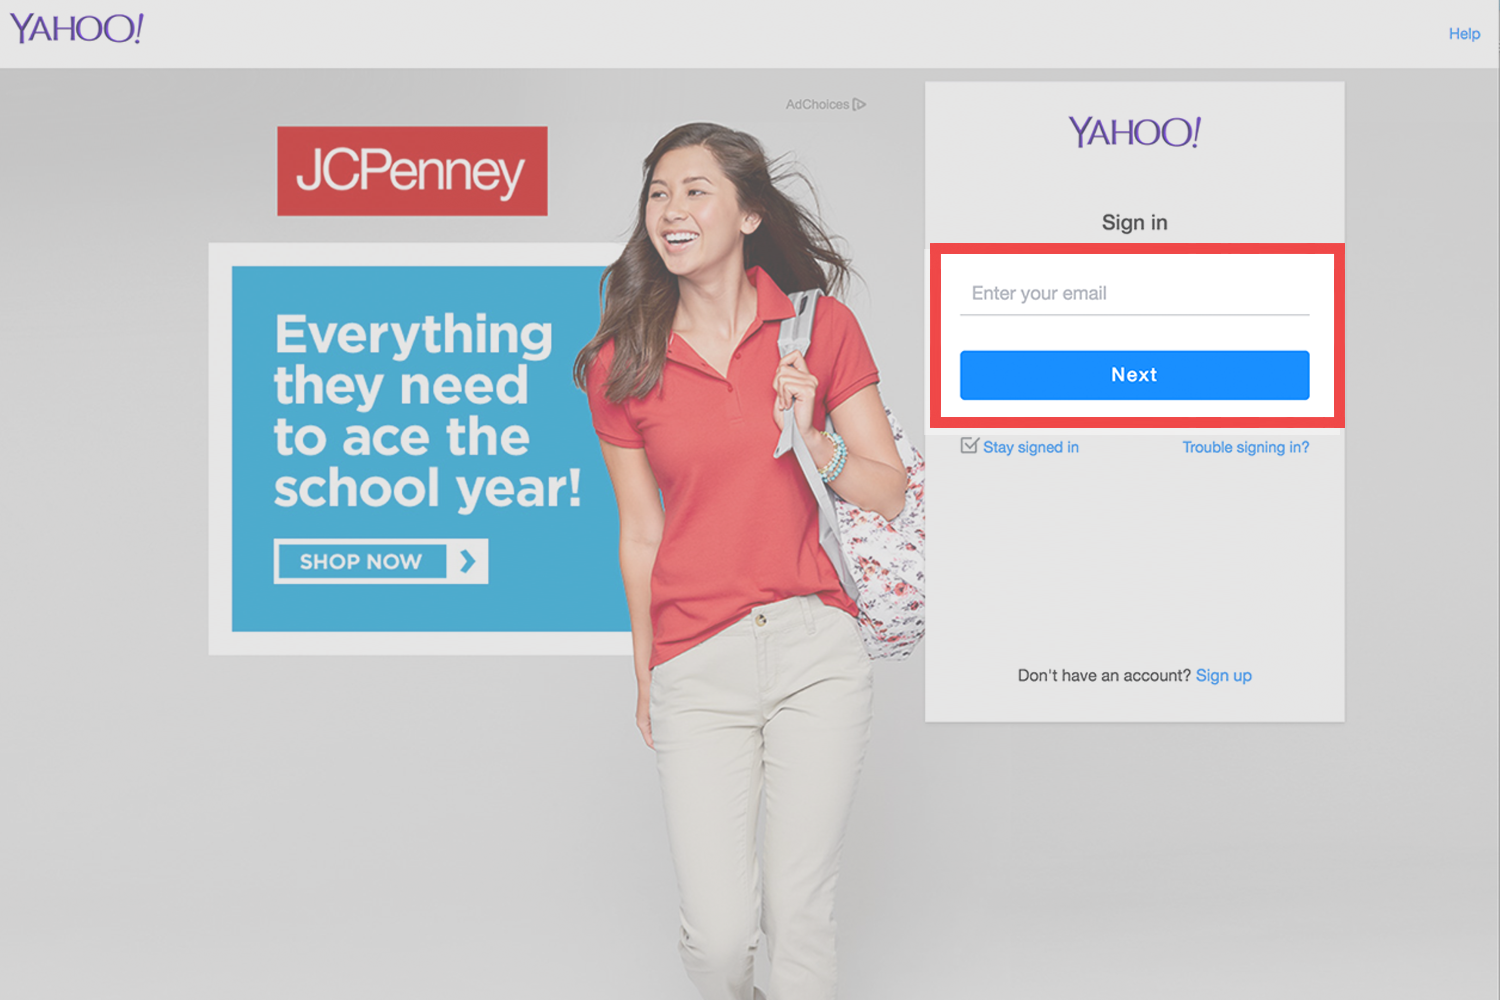 YAHOO!
Help
AdChoices
JCPenney
Everything
they need
to ace the
school year!
SHOP NOW
YAHOO!
Sign in
Enter your email
Next
Stay signed in
Trouble signing in?
Don't have an account? Sign up